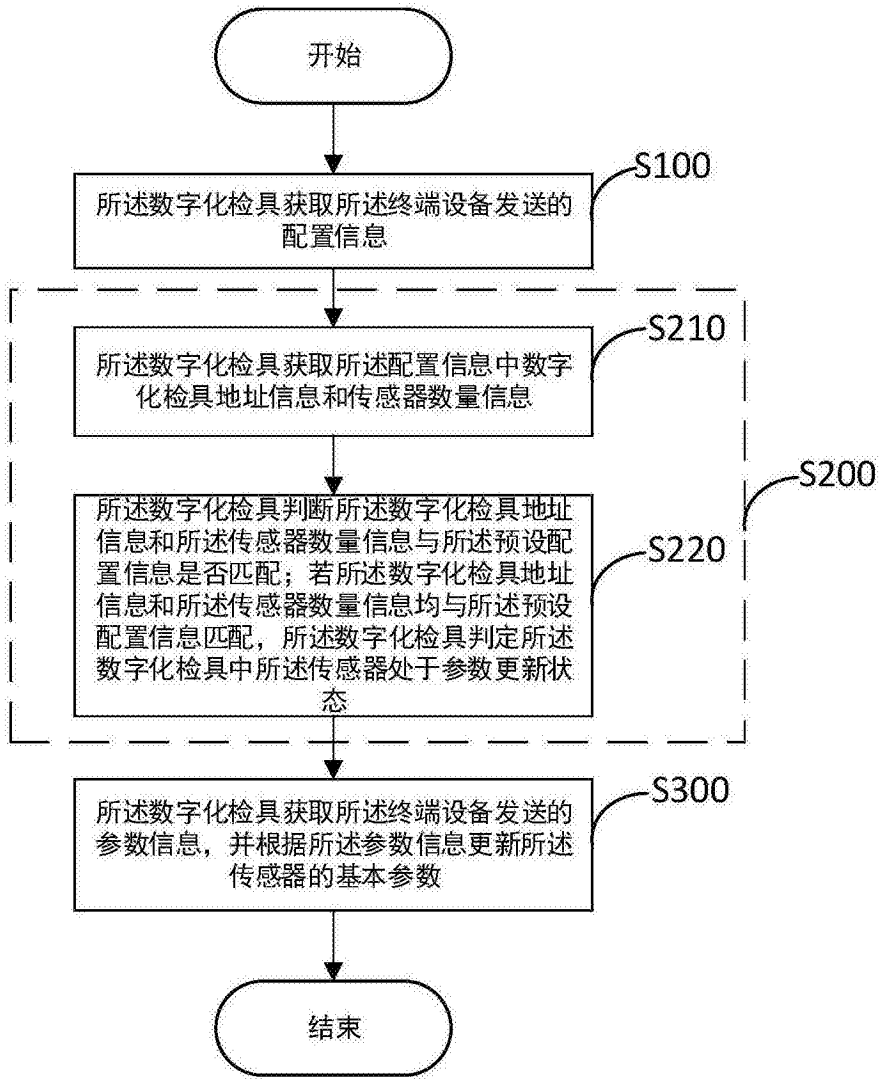 开始
S100
所述数字化检具获取所述终端设备发送的
配置信息
S210
所述数字化检具获取所述配置信息中数字
化检具地址信息和传感器数量信息
S200
S220
所述数字化检具判断所述数字化检具地址
信息和所述传感器数量信息与所述预设配
置信息是否匹配；若所述数字化检具地址
信息和所述传感器数量信息均与所述预设
配置信息匹配，所述数字化检具判定所述
数字化检具中所述传感器处于参数更新状
态
S300
所述数字化检具获取所述终端设备发送的
参数信息，并根据所述参数信息更新所述
传感器的基本参数
结束